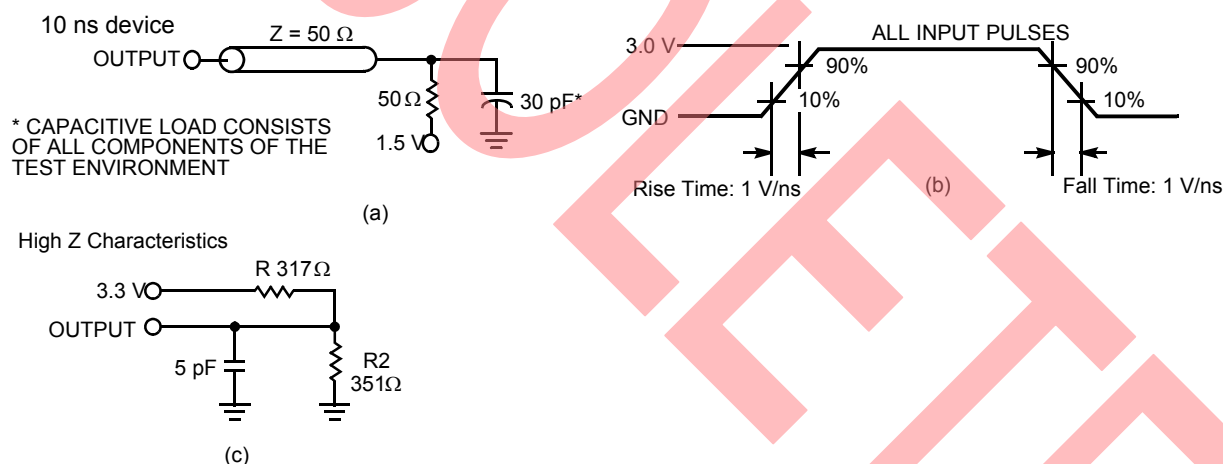 10 ns device
OUTPUT
Z = 50 Ω
50Ω
30 pF*
1.5 V
* CAPACITIVE LOAD CONSISTS
OF ALL COMPONENTS OF THE
TEST ENVIRONMENT
(a)
ALL INPUT PULSES
3.0 V
90%
90%
10%
10%
GND
Rise Time: 1 V/ns
(b)
Fall Time: 1 V/ns
High Z Characteristics
R 317Ω
3.3 V
OUTPUT
5 pF
R2
351Ω
(c)